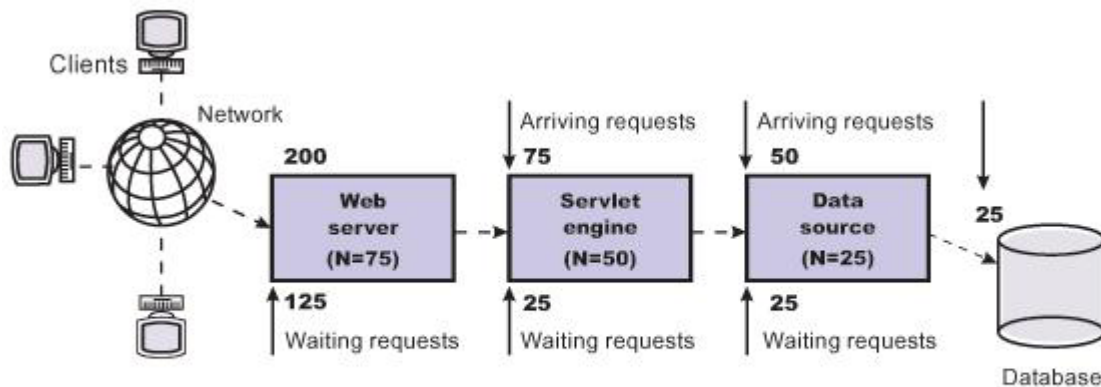 Clients
Network
Arriving requests
Arriving requests
200
75
50
25
Web
server
(N=75)
Servlet
engine
(N=50)
Data
source
(N=25)
125
25
25
Waiting requests
Waiting requests
Waiting requests
Database